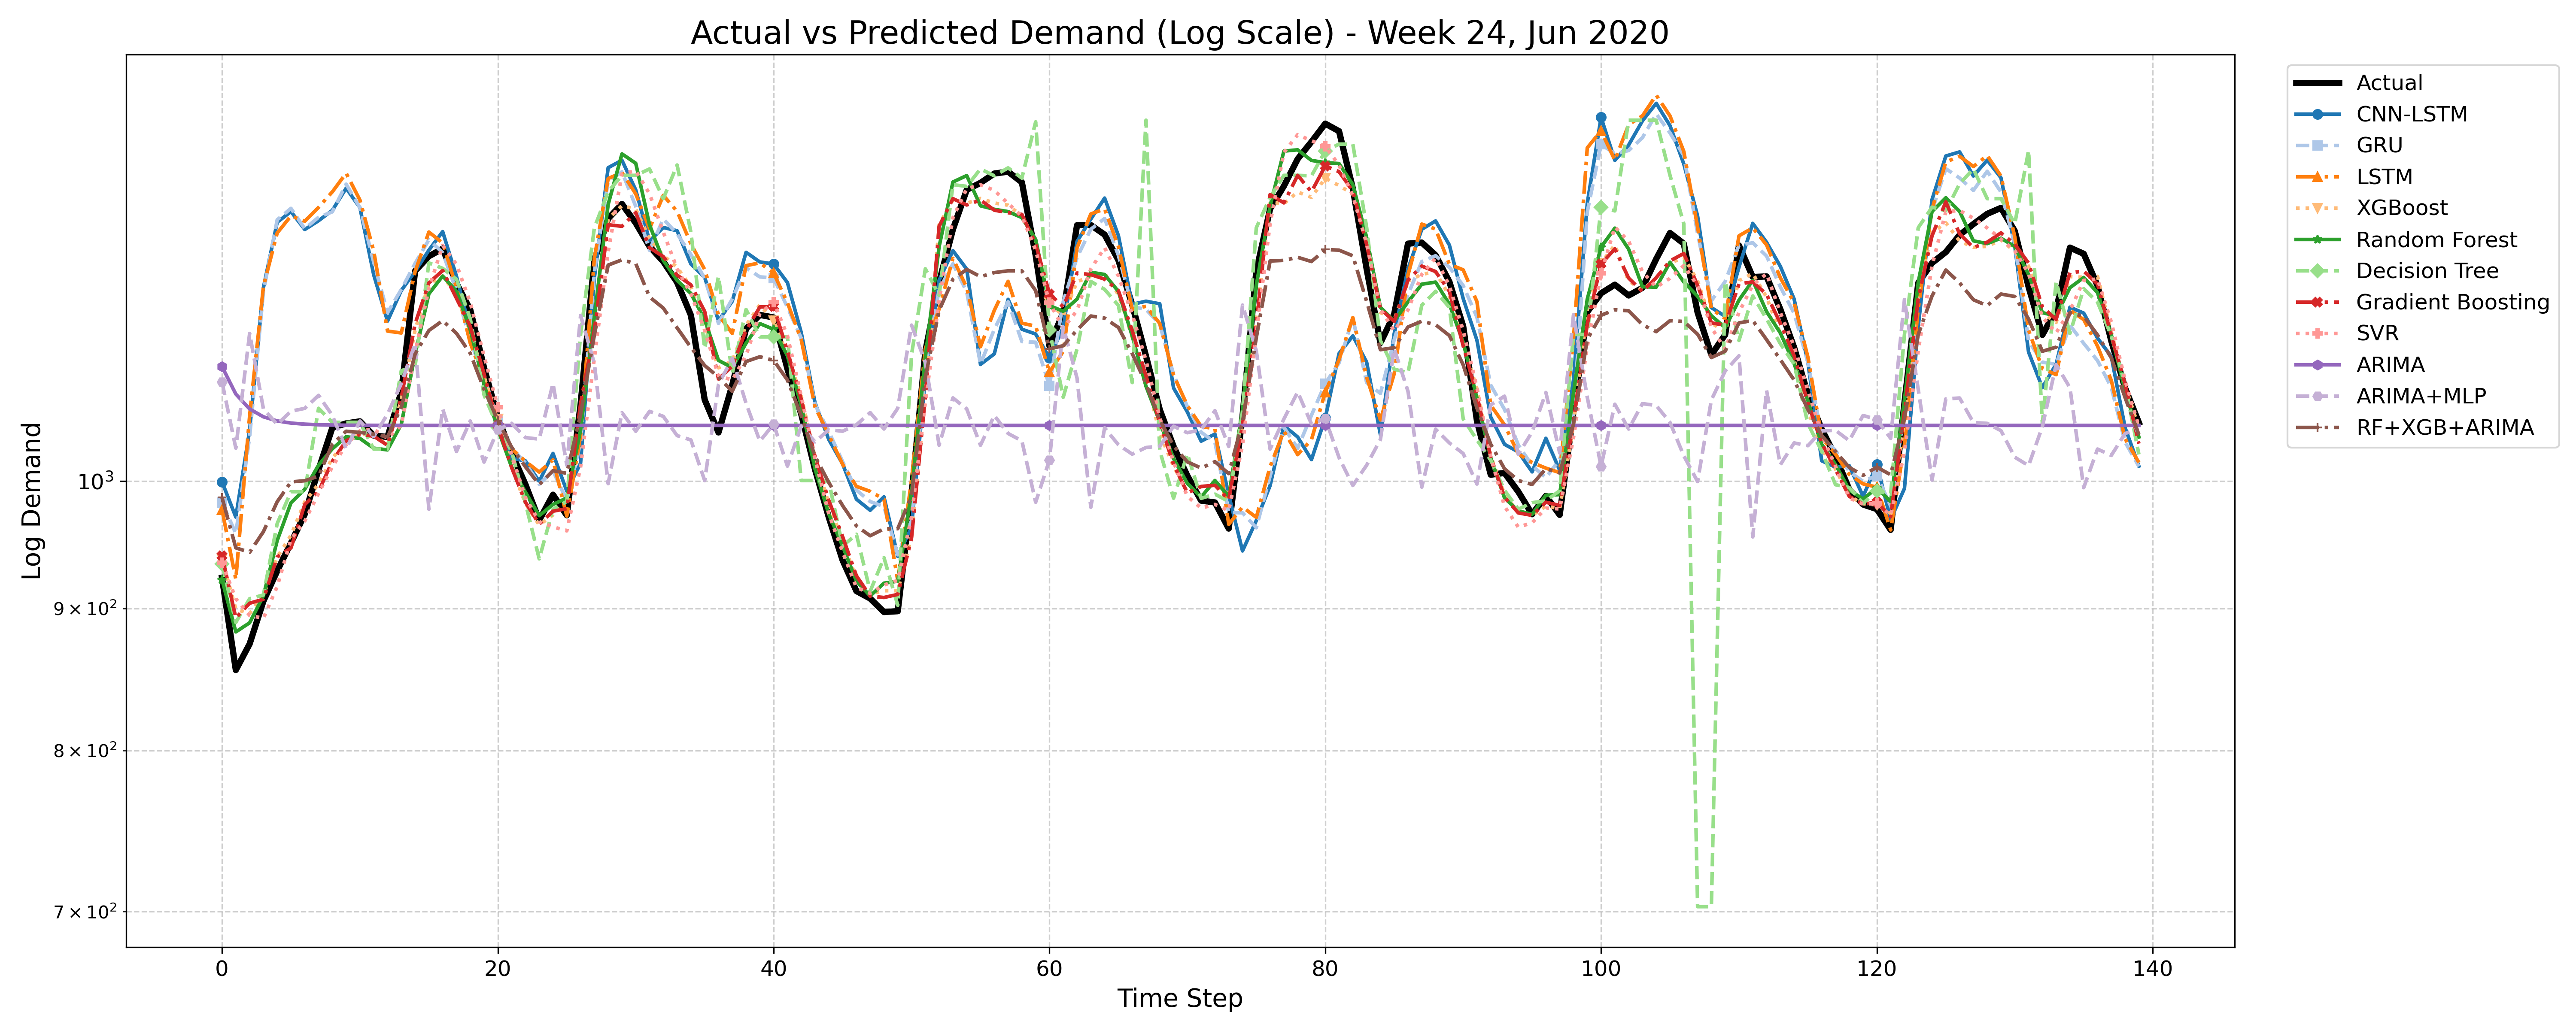 Actual vs Predicted Demand (Log Scale) - Week 24, Jun 2020
Log Demand
10³
9 × 10²
8 × 10²
7 × 10²
0 20 40 60 80 100 120 140
Time Step
Actual
CNN-LSTM
GRU
LSTM
XGBoost
Random Forest
Decision Tree
Gradient Boosting
SVR
ARIMA
ARIMA+MLP
RF+XGB+ARIMA